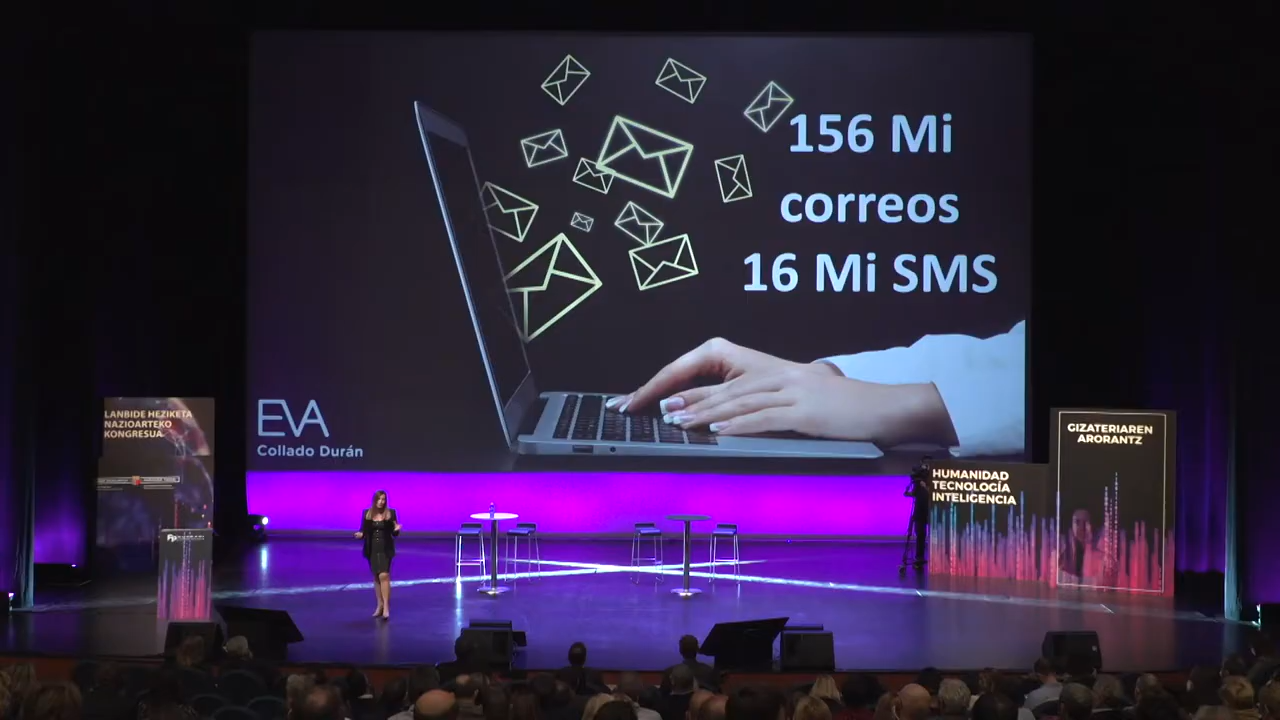 156 Mi
correos
16 Mi SMS
EVA
Collado Durán
LANBIDE HEZIKETA
NAZIOARTEKO
KONGRESUA
HUMANIDAD
TECNOLOGÍA
INTELIGENCIA
GIZATERIAREN
ARORANTZ